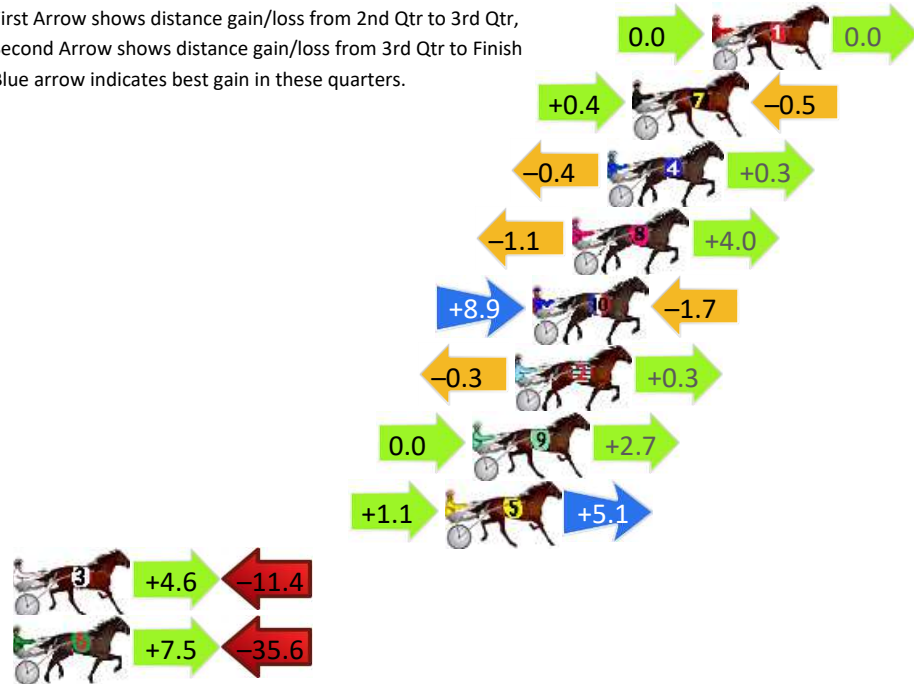 irst Arrow shows distance gain/loss from 2nd Qtr to 3rd Qtr,
econd Arrow shows distance gain/loss from 3rd Qtr to Finish
lue arrow indicates best gain in these quarters.
0.0 1 0.0
+0.4 7 –0.5
–0.4 4 +0.3
–1.1 8 +4.0
+8.9 10 –1.7
–0.3 2 +0.3
0.0 9 +2.7
+1.1 5 +5.1
3 +4.6 –11.4
6 +7.5 –35.6